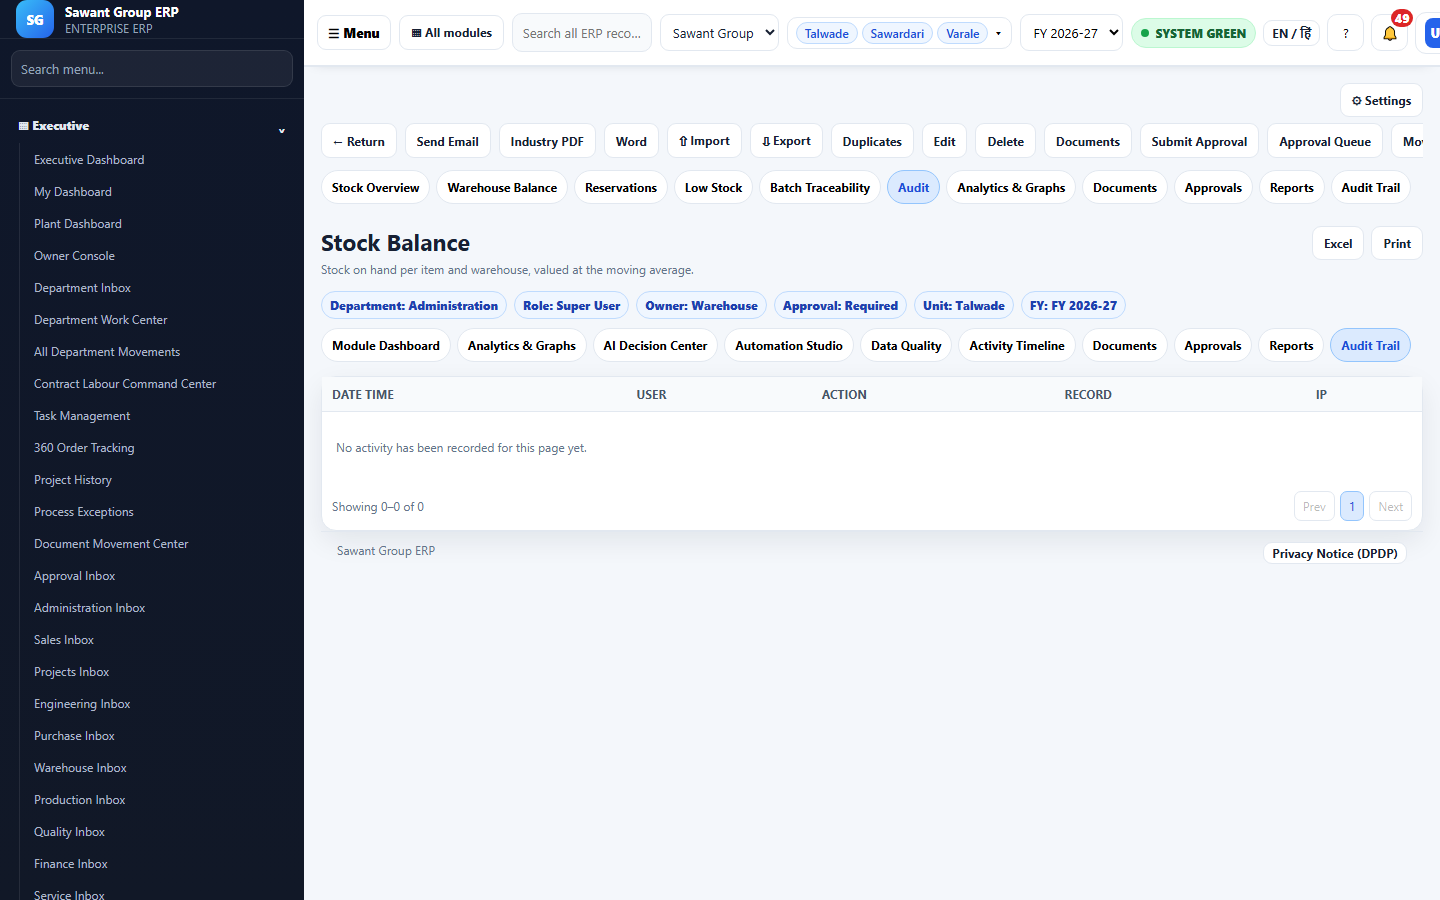 SG
Sawant Group ERP
ENTERPRISE ERP
Search menu...
Executive
Executive Dashboard
My Dashboard
Plant Dashboard
Owner Console
Department Inbox
Department Work Center
All Department Movements
Contract Labour Command Center
Task Management
360 Order Tracking
Project History
Process Exceptions
Document Movement Center
Approval Inbox
Administration Inbox
Sales Inbox
Projects Inbox
Engineering Inbox
Purchase Inbox
Warehouse Inbox
Production Inbox
Quality Inbox
Finance Inbox
Service Inbox
☰ Menu All modules Search all ERP reco... Sawant Group Talwade Sawardari Varale FY 2026-27 SYSTEM GREEN EN / हिं ? 49 U
⚙ Settings
← Return Send Email Industry PDF Word ⇧ Import ⇩ Export Duplicates Edit Delete Documents Submit Approval Approval Queue Mov
Stock Overview Warehouse Balance Reservations Low Stock Batch Traceability Audit Analytics & Graphs Documents Approvals Reports Audit Trail
Stock Balance Excel Print
Stock on hand per item and warehouse, valued at the moving average.
Department: Administration Role: Super User Owner: Warehouse Approval: Required Unit: Talwade FY: FY 2026-27
Module Dashboard Analytics & Graphs AI Decision Center Automation Studio Data Quality Activity Timeline Documents Approvals Reports Audit Trail
DATE TIME USER ACTION RECORD IP
No activity has been recorded for this page yet.
Showing 0–0 of 0 Prev 1 Next
Sawant Group ERP Privacy Notice (DPDP)